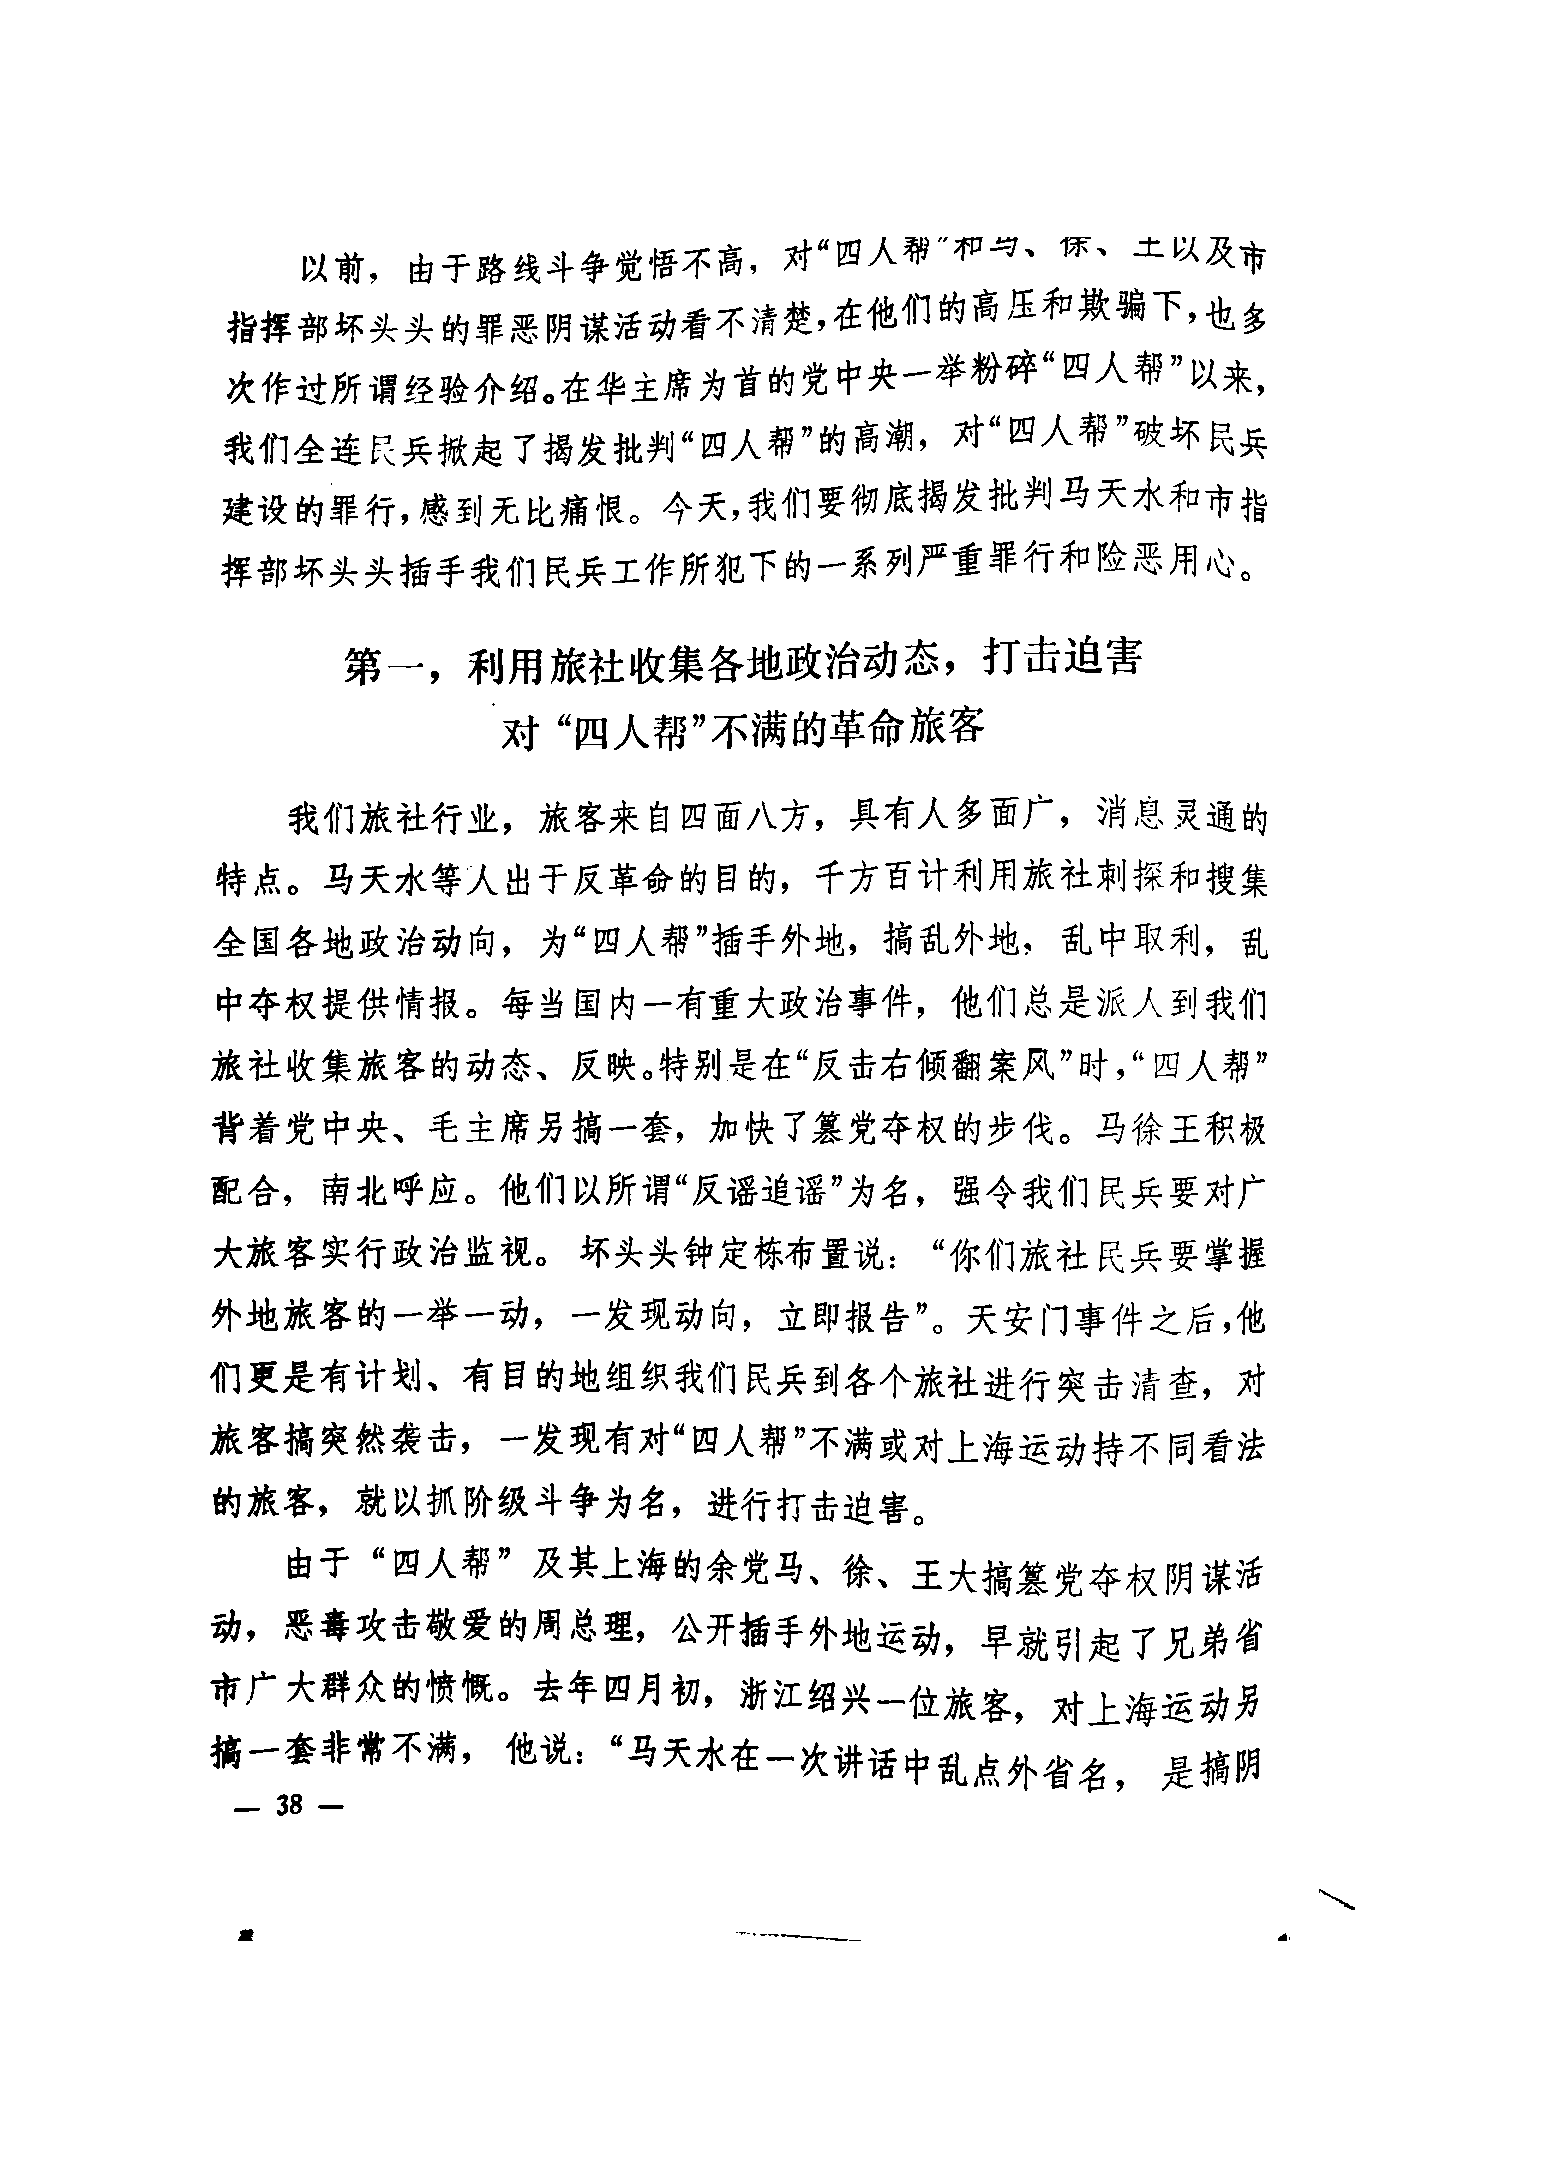 以前，由于路线斗争觉悟不高，对“四人帮”和马、徐、王以及市
指挥部坏头头的罪恶阴谋活动看不清楚，在他们的高压和欺骗下，也多
次作过所谓经验介绍。在华主席为首的党中央一举粉碎“四人帮”以来，
我们全连民兵掀起了揭发批判“四人帮”的高潮，对“四人帮”破坏民兵
建设的罪行，感到无比痛恨。今天，我们要彻底揭发批判马天水和市指
挥部坏头头插手我们民兵工作所犯下的一系列严重罪行和险恶用心。
第一，利用旅社收集各地政治动态，打击迫害
对“四人帮”不满的革命旅客
我们旅社行业，旅客来自四面八方，具有人多面广，消息灵通的
特点。马天水等人出于反革命的目的，千方百计利用旅社刺探和搜集
全国各地政治动向，为“四人帮”插手外地，搞乱外地，乱中取利，乱
中夺权提供情报。每当国内一有重大政治事件，他们总是派人到我们
旅社收集旅客的动态、反映。特别是在“反击右倾翻案风”时，“四人帮”
背着党中央、毛主席另搞一套，加快了篡党夺权的步伐。马徐王积极
配合，南北呼应。他们以所谓“反谣追谣”为名，强令我们民兵要对广
大旅客实行政治监视。坏头头钟定栋布置说：“你们旅社民兵要掌握
外地旅客的一举一动，一发现动向，立即报告”。天安门事件之后，他
们更是有计划、有目的地组织我们民兵到各个旅社进行突击清查，对
旅客搞突然袭击，一发现有对“四人帮”不满或对上海运动持不同看法
的旅客，就以抓阶级斗争为名，进行打击迫害。
由于“四人帮”及其上海的余党马、徐、王大搞篡党夺权阴谋活
动，恶毒攻击敬爱的周总理，公开插手外地运动，早就引起了兄弟省
市广大群众的愤慨。去年四月初，浙江绍兴一位旅客，对上海运动另
搞一套非常不满，他说：“马天水在一次讲话中乱点外省名，是搞阴
— 38 —